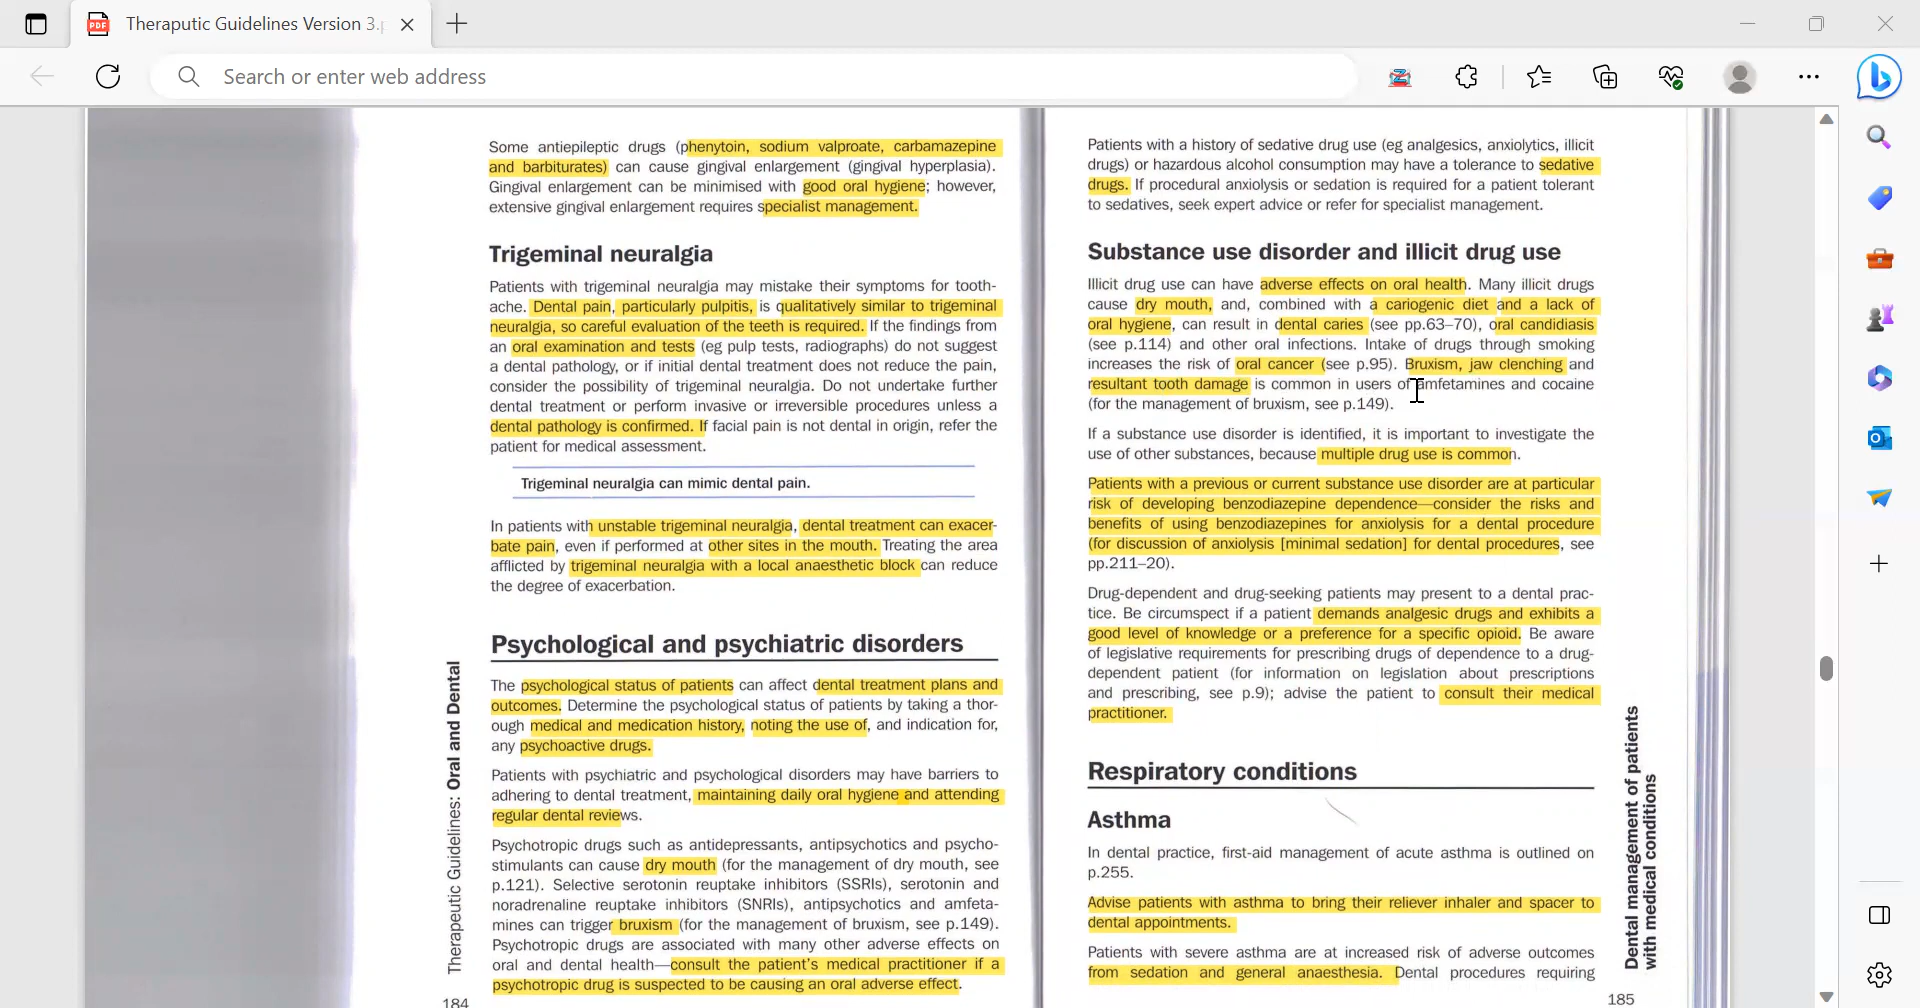 Theraputic Guidelines Version 3.
Search or enter web address
Some antiepileptic drugs (phenytoin, sodium valproate, carbamazepine
and barbiturates) can cause gingival enlargement (gingival hyperplasia).
Gingival enlargement can be minimised with good oral hygiene; however,
extensive gingival enlargement requires specialist management.
Trigeminal neuralgia
Patients with trigeminal neuralgia may mistake their symptoms for tooth-
ache. Dental pain, particularly pulpitis, is qualitatively similar to trigeminal
neuralgia, so careful evaluation of the teeth is required. If the findings from
an oral examination and tests (eg pulp tests, radiographs) do not suggest
a dental pathology, or if initial dental treatment does not reduce the pain,
consider the possibility of trigeminal neuralgia. Do not undertake further
dental treatment or perform invasive or irreversible procedures unless a
dental pathology is confirmed. If facial pain is not dental in origin, refer the
patient for medical assessment.
Trigeminal neuralgia can mimic dental pain.
In patients with unstable trigeminal neuralgia, dental treatment can exacer-
bate pain, even if performed at other sites in the mouth. Treating the area
afflicted by trigeminal neuralgia with a local anaesthetic block can reduce
the degree of exacerbation.
Psychological and psychiatric disorders
The psychological status of patients can affect dental treatment plans and
outcomes. Determine the psychological status of patients by taking a thor-
ough medical and medication history, noting the use of, and indication for,
any psychoactive drugs.
Patients with psychiatric and psychological disorders may have barriers to
adhering to dental treatment, maintaining daily oral hygiene and attending
regular dental reviews.
Psychotropic drugs such as antidepressants, antipsychotics and psycho-
stimulants can cause dry mouth (for the management of dry mouth, see
p.121). Selective serotonin reuptake inhibitors (SSRIs), serotonin and
noradrenaline reuptake inhibitors (SNRIs), antipsychotics and amfeta-
mines can trigger bruxism (for the management of bruxism, see p.149).
Psychotropic drugs are associated with many other adverse effects on
oral and dental health—consult the patient's medical practitioner if a
psychotropic drug is suspected to be causing an oral adverse effect.
Therapeutic Guidelines: Oral and Dental
184
Patients with a history of sedative drug use (eg analgesics, anxiolytics, illicit
drugs) or hazardous alcohol consumption may have a tolerance to sedative
drugs. If procedural anxiolysis or sedation is required for a patient tolerant
to sedatives, seek expert advice or refer for specialist management.
Substance use disorder and illicit drug use
Illicit drug use can have adverse effects on oral health. Many illicit drugs
cause dry mouth, and, combined with a cariogenic diet and a lack of
oral hygiene, can result in dental caries (see pp.63–70), oral candidiasis
(see p.114) and other oral infections. Intake of drugs through smoking
increases the risk of oral cancer (see p.95). Bruxism, jaw clenching and
resultant tooth damage is common in users of amfetamines and cocaine
(for the management of bruxism, see p.149).
If a substance use disorder is identified, it is important to investigate the
use of other substances, because multiple drug use is common.
Patients with a previous or current substance use disorder are at particular
risk of developing benzodiazepine dependence—consider the risks and
benefits of using benzodiazepines for anxiolysis for a dental procedure
(for discussion of anxiolysis [minimal sedation] for dental procedures, see
pp.211–20).
Drug-dependent and drug-seeking patients may present to a dental prac-
tice. Be circumspect if a patient demands analgesic drugs and exhibits a
good level of knowledge or a preference for a specific opioid. Be aware
of legislative requirements for prescribing drugs of dependence to a drug-
dependent patient (for information on legislation about prescriptions
and prescribing, see p.9); advise the patient to consult their medical
practitioner.
Respiratory conditions
Asthma
In dental practice, first-aid management of acute asthma is outlined on
p.255.
Advise patients with asthma to bring their reliever inhaler and spacer to
dental appointments.
Patients with severe asthma are at increased risk of adverse outcomes
from sedation and general anaesthesia. Dental procedures requiring
Dental management of patients
with medical conditions
185